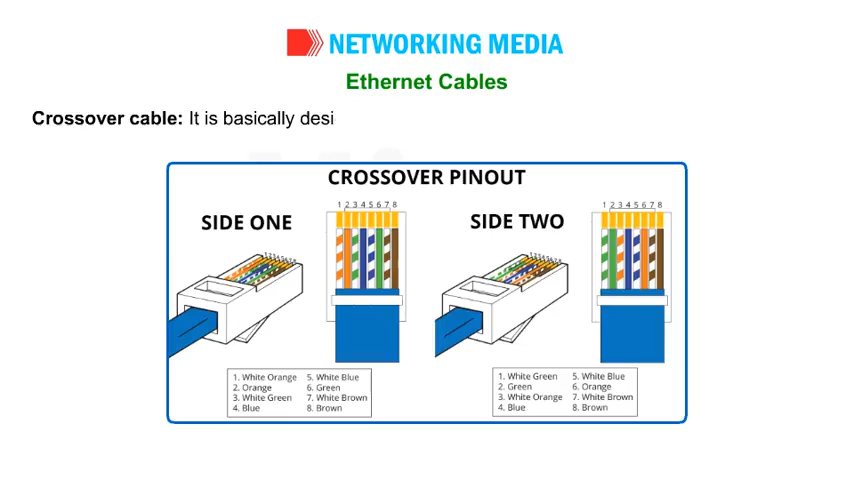 NETWORKING MEDIA
Ethernet Cables
Crossover cable: It is basically desi
CROSSOVER PINOUT
SIDE ONE
1 2 3 4 5 6 7 8
1. White Orange 5. White Blue
2. Orange 6. Green
3. White Green 7. White Brown
4. Blue 8. Brown
SIDE TWO
1 2 3 4 5 6 7 8
1. White Green 5. White Blue
2. Green 6. Orange
3. White Orange 7. White Brown
4. Blue 8. Brown